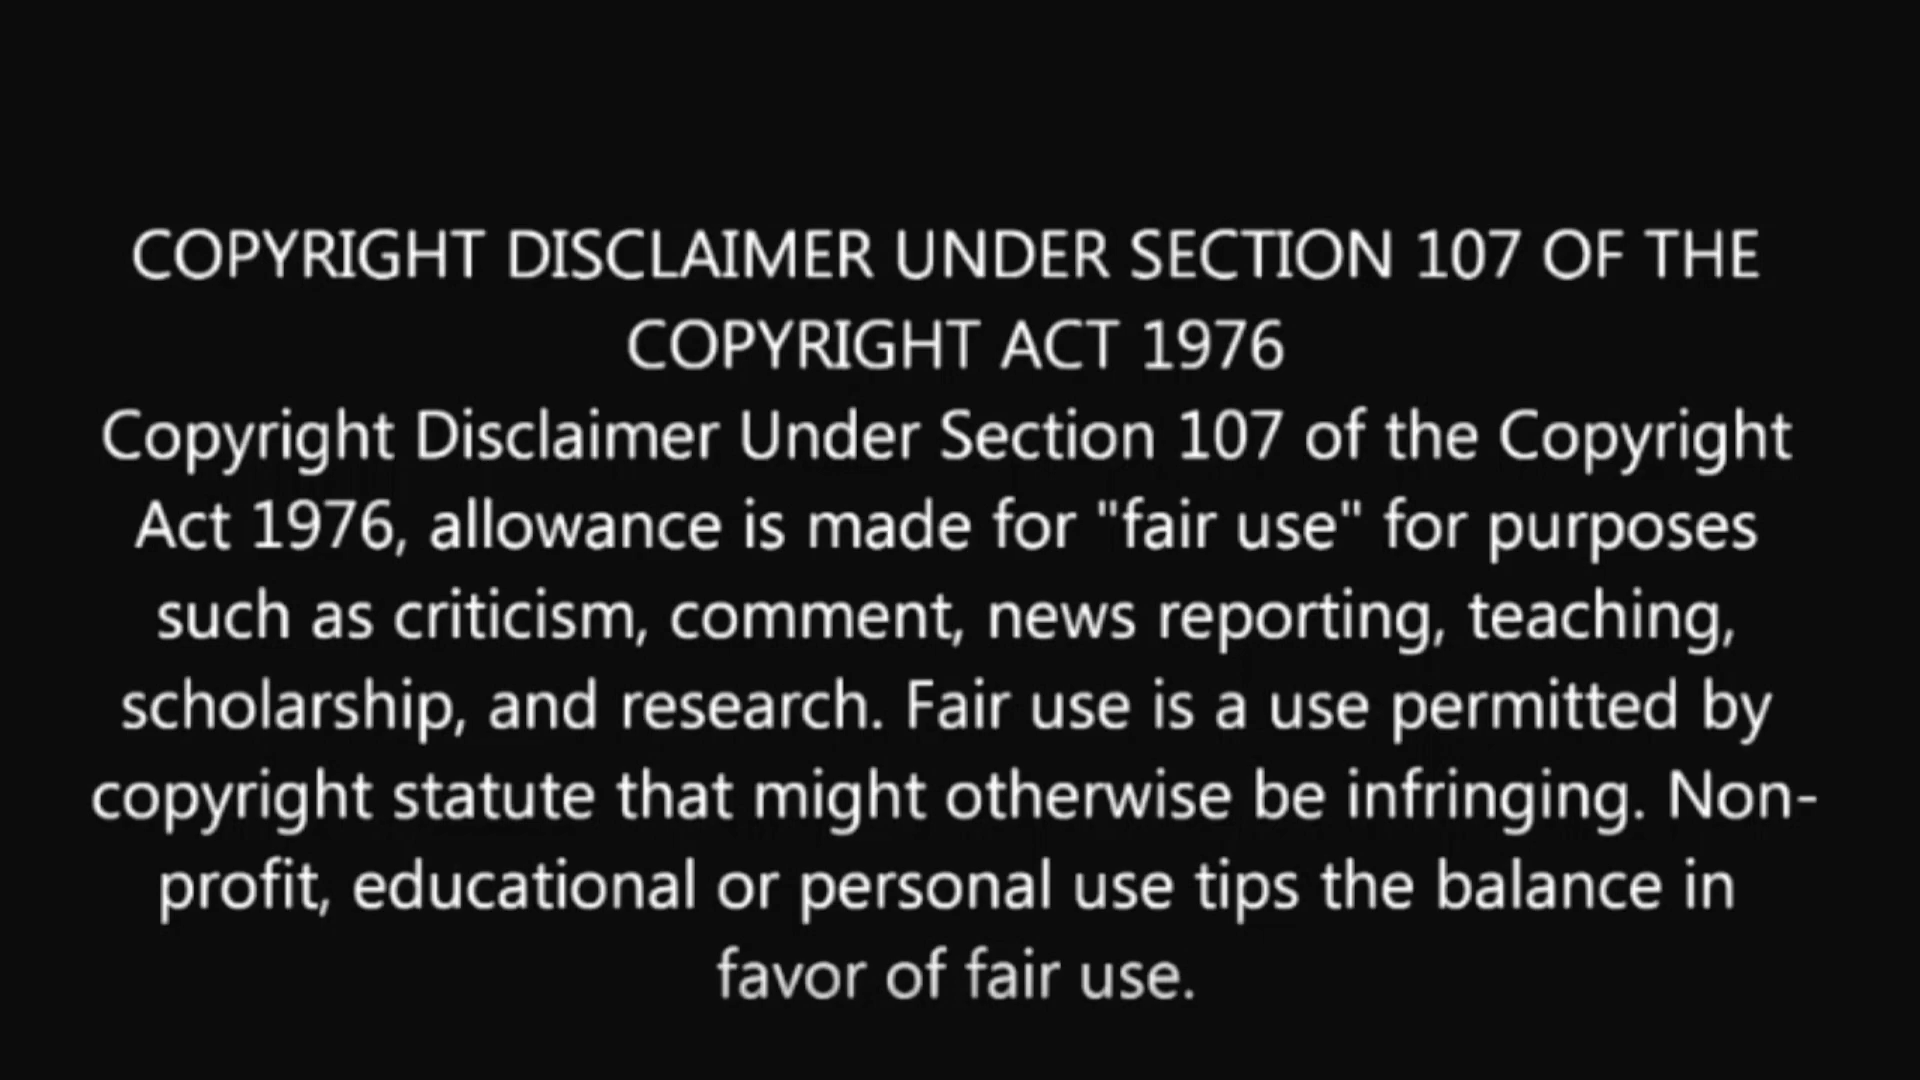 COPYRIGHT DISCLAIMER UNDER SECTION 107 OF THE
COPYRIGHT ACT 1976
Copyright Disclaimer Under Section 107 of the Copyright
Act 1976, allowance is made for "fair use" for purposes
such as criticism, comment, news reporting, teaching,
scholarship, and research. Fair use is a use permitted by
copyright statute that might otherwise be infringing. Non-
profit, educational or personal use tips the balance in
favor of fair use.